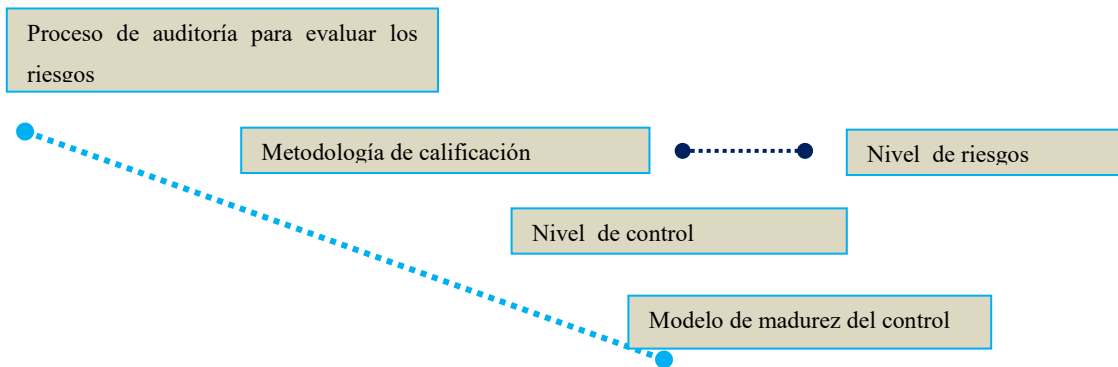 Proceso de auditoría para evaluar los
riesgos
Metodología de calificación
Nivel de riesgos
Nivel de control
Modelo de madurez del control